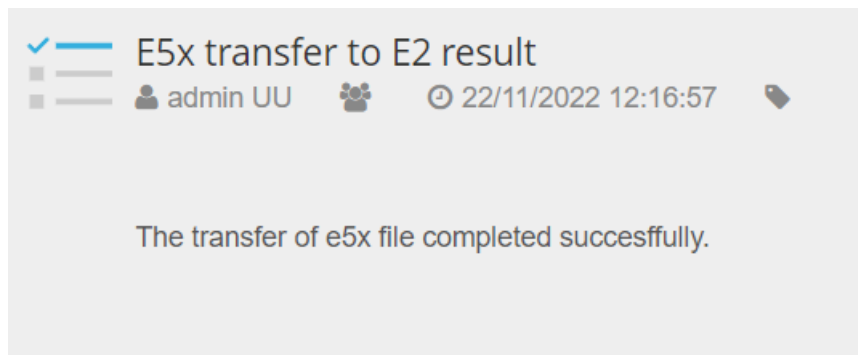 E5x transfer to E2 result
admin UU 22/11/2022 12:16:57
The transfer of e5x file completed succesffully.